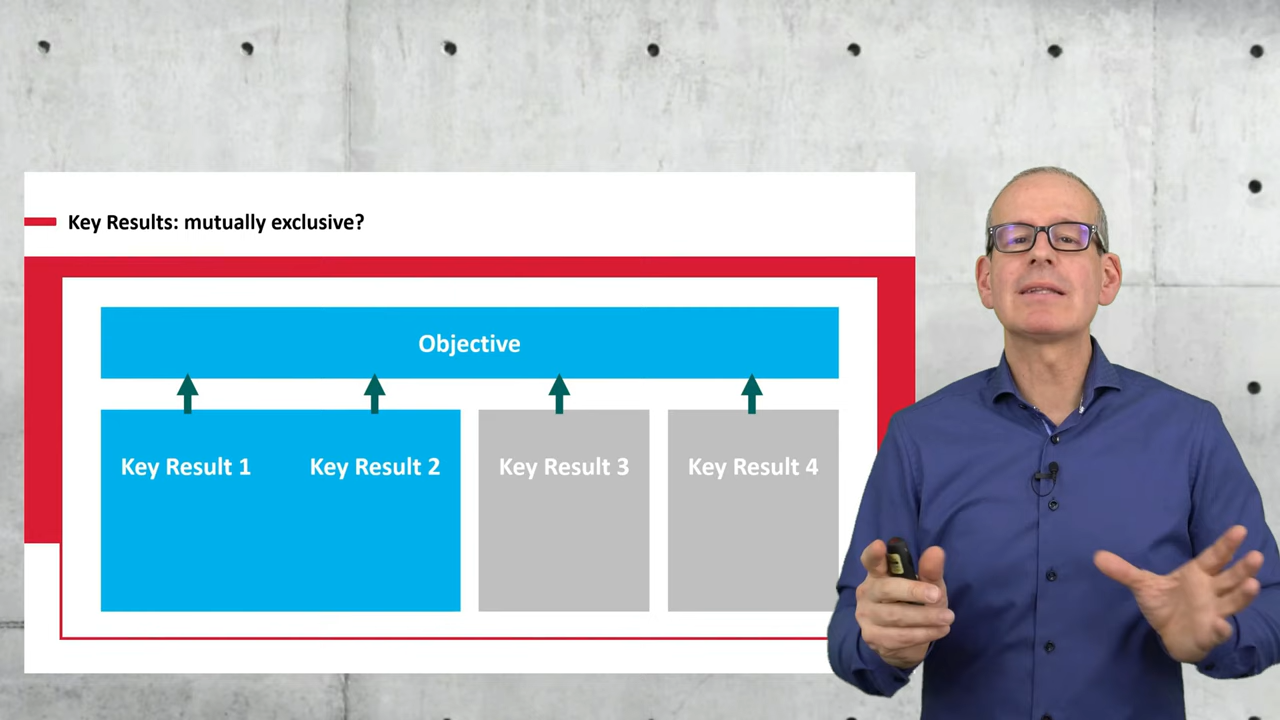 Key Results: mutually exclusive?
Objective
Key Result 1
Key Result 2
Key Result 3
Key Result 4